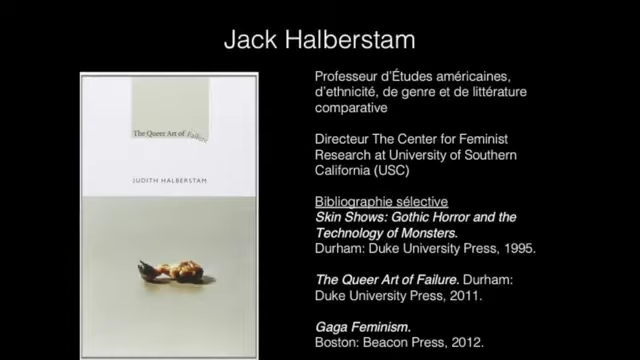 Jack Halberstam
The Queer Art of Failure
JUDITH HALBERSTAM
Professeur d'Études américaines,
d'ethnicité, de genre et de littérature
comparative
Directeur The Center for Feminist
Research at University of Southern
California (USC)
Bibliographie sélective
Skin Shows: Gothic Horror and the
Technology of Monsters.
Durham: Duke University Press, 1995.
The Queer Art of Failure. Durham:
Duke University Press, 2011.
Gaga Feminism.
Boston: Beacon Press, 2012.